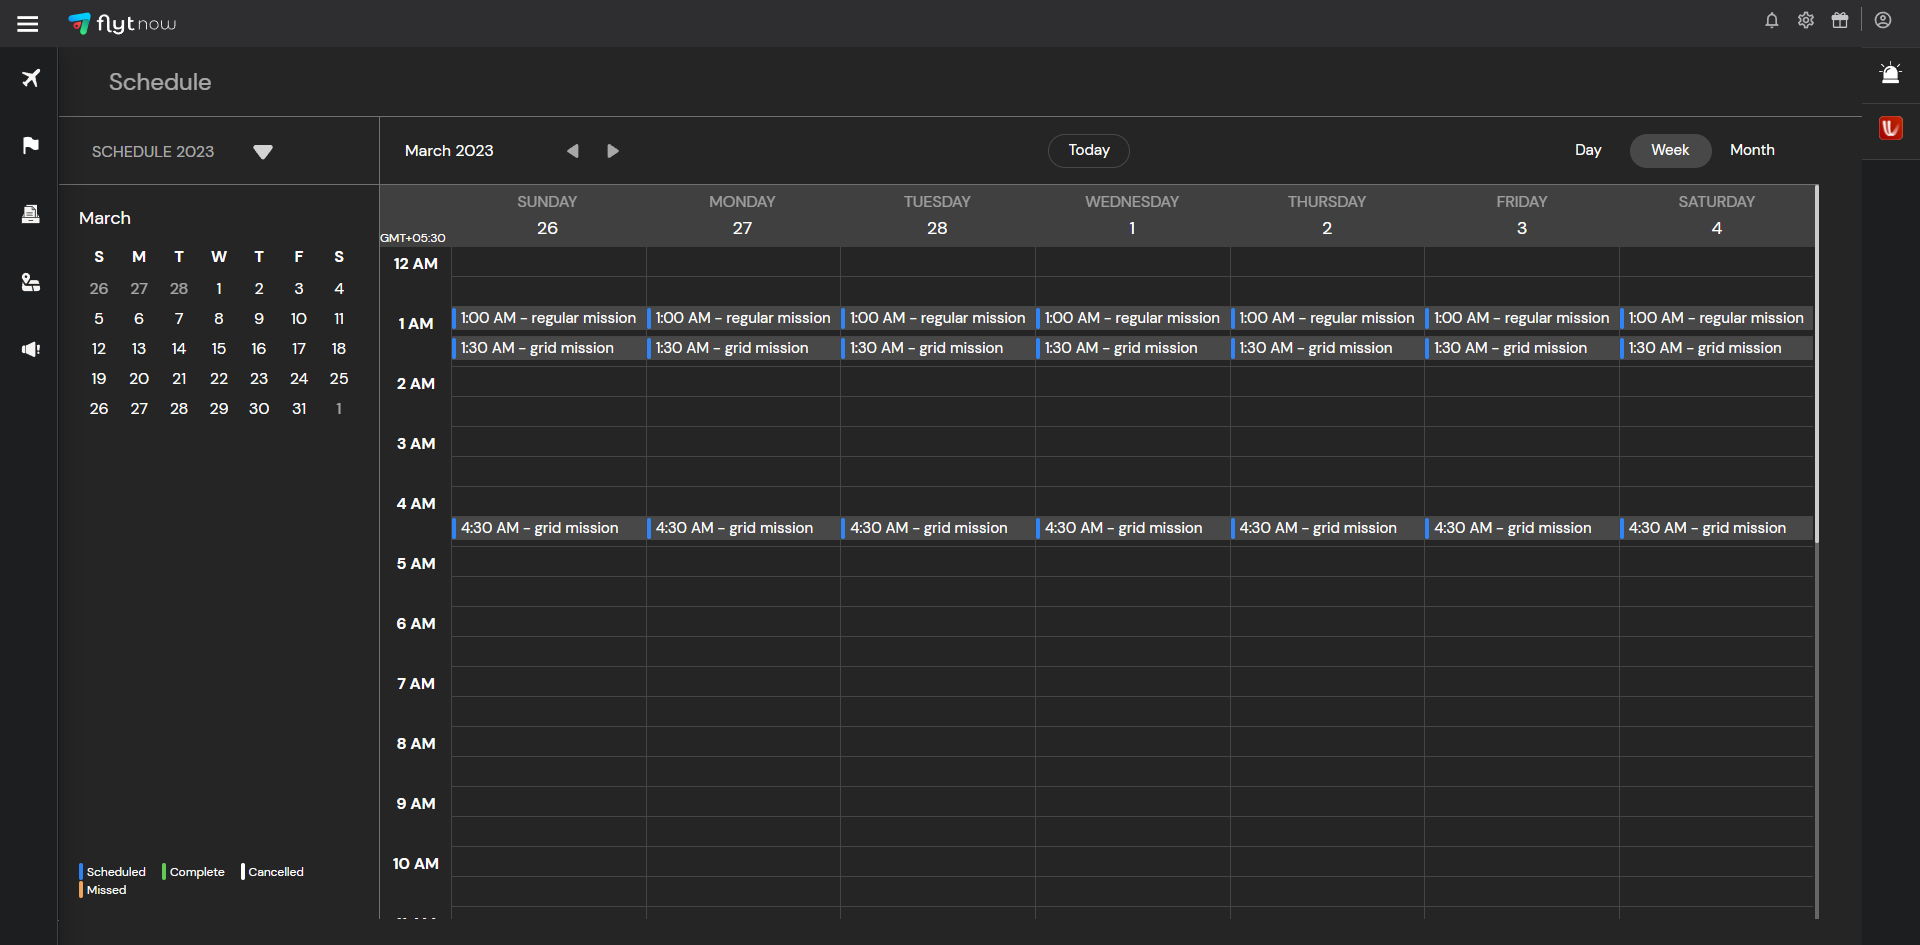 flytnow
Schedule
SCHEDULE 2023
March 2023
Today
Day Week Month
March
S M T W T F S
26 27 28 1 2 3 4
5 6 7 8 9 10 11
12 13 14 15 16 17 18
19 20 21 22 23 24 25
26 27 28 29 30 31 1
Scheduled Complete Cancelled
Missed
SUNDAY MONDAY TUESDAY WEDNESDAY THURSDAY FRIDAY SATURDAY
26 27 28 1 2 3 4
GMT+05:30
12 AM
1 AM
1:00 AM - regular mission 1:00 AM - regular mission 1:00 AM - regular mission 1:00 AM - regular mission 1:00 AM - regular mission 1:00 AM - regular mission 1:00 AM - regular mission
1:30 AM - grid mission 1:30 AM - grid mission 1:30 AM - grid mission 1:30 AM - grid mission 1:30 AM - grid mission 1:30 AM - grid mission 1:30 AM - grid mission
2 AM
3 AM
4 AM
4:30 AM - grid mission 4:30 AM - grid mission 4:30 AM - grid mission 4:30 AM - grid mission 4:30 AM - grid mission 4:30 AM - grid mission 4:30 AM - grid mission
5 AM
6 AM
7 AM
8 AM
9 AM
10 AM